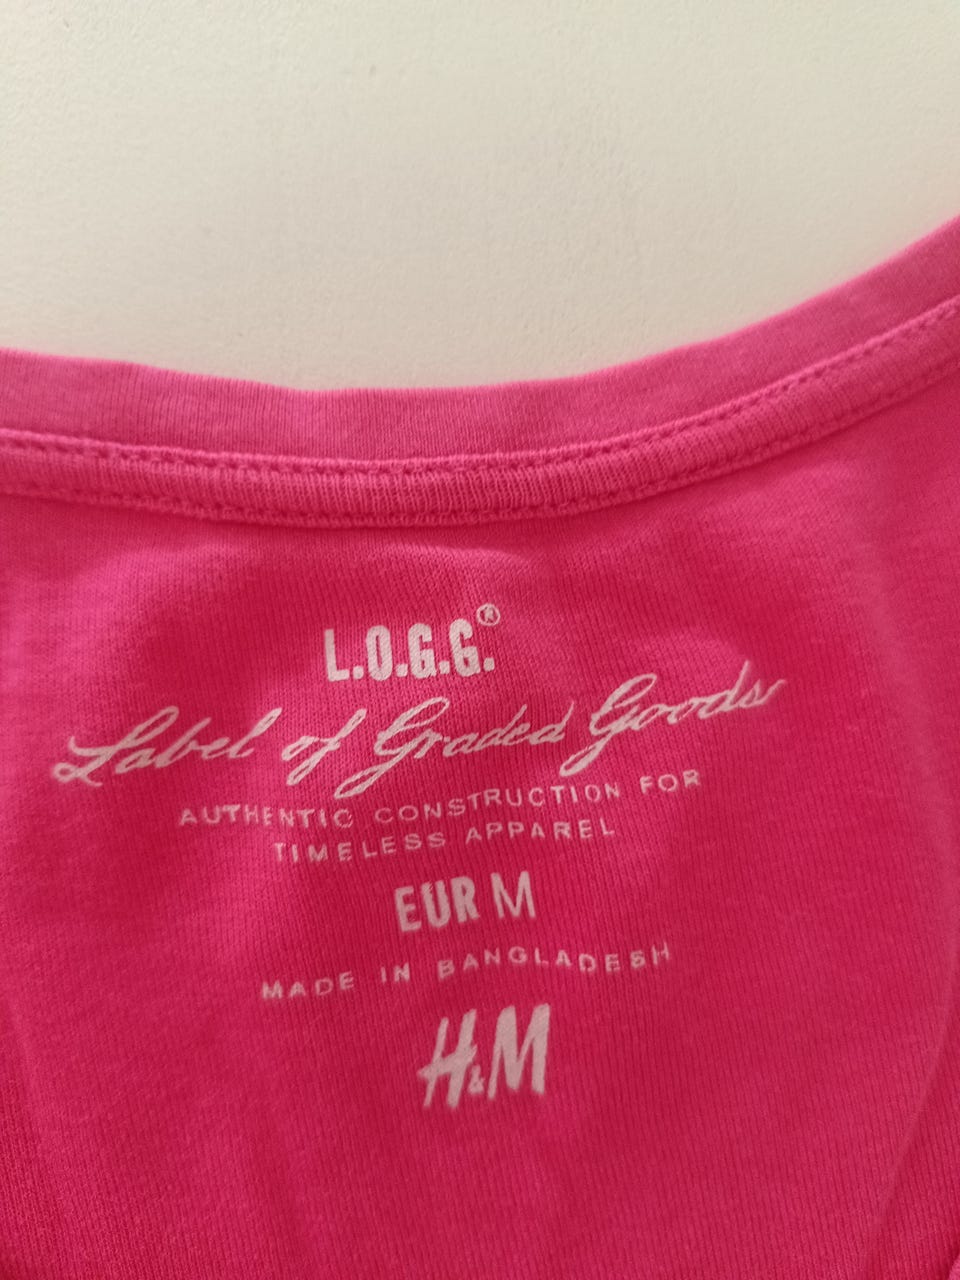 L.O.G.G.®
Label of Graded Goods
AUTHENTIC CONSTRUCTION FOR
TIMELESS APPAREL
EUR M
MADE IN BANGLADESH
H&M